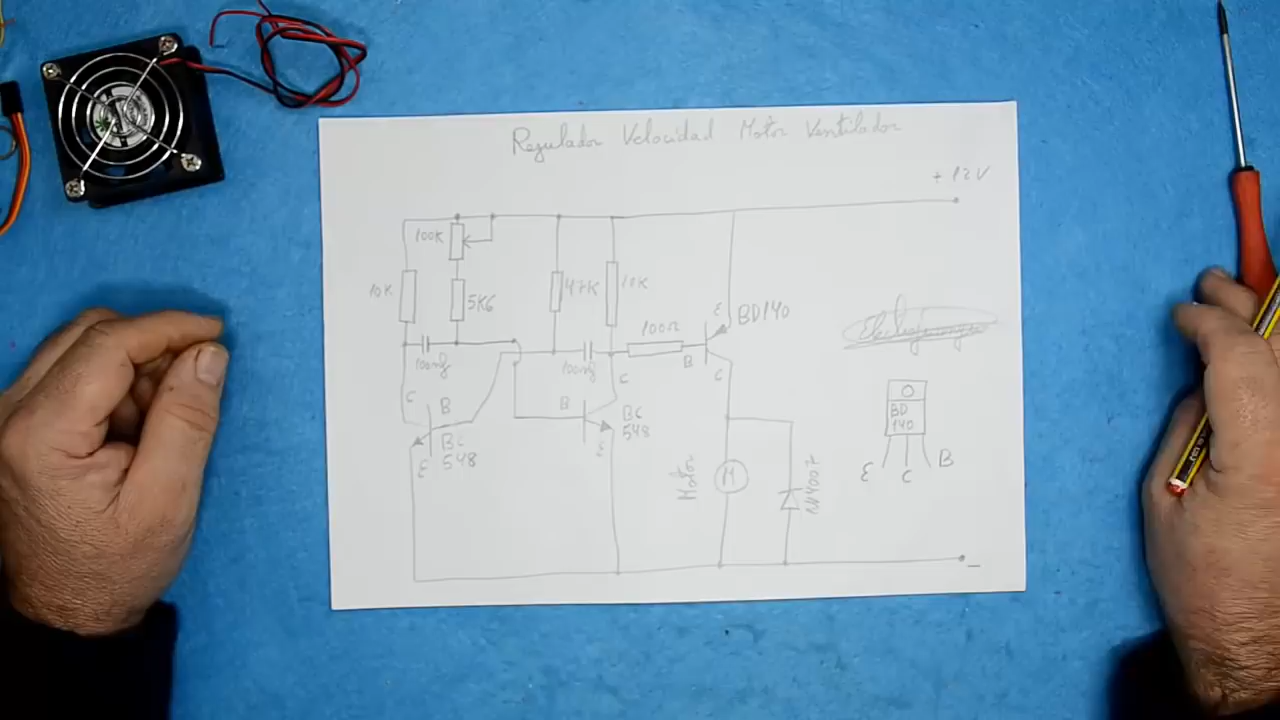 Regulador Velocidad Motor Ventilador
+ 12V
100K
10K
5K6
47K
10K
100Ω
E
BD140
B
C
100nf
100nf
C
B
BC
548
E
C
B
BC
548
E
Motor
M
1N4007
BD
140
E
C
B
-